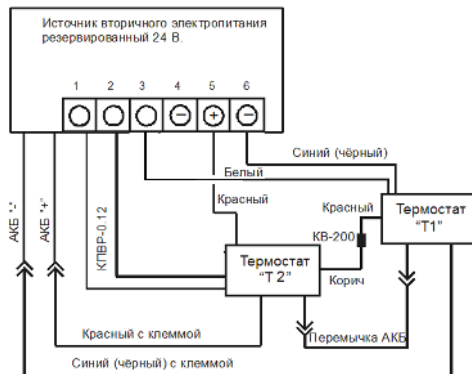 Источник вторичного электропитания
резервированный 24 В.
1 2 3 4 5 6
− + −
Синий (чёрный)
Белый
Красный
Красный
АКБ "-"
АКБ "+"
КПВР-0.12
Термостат
"Т1"
КВ-200
Термостат
"Т 2"
Корич
Красный с клеммой
Перемычка АКБ
Синий (чёрный) с клеммой